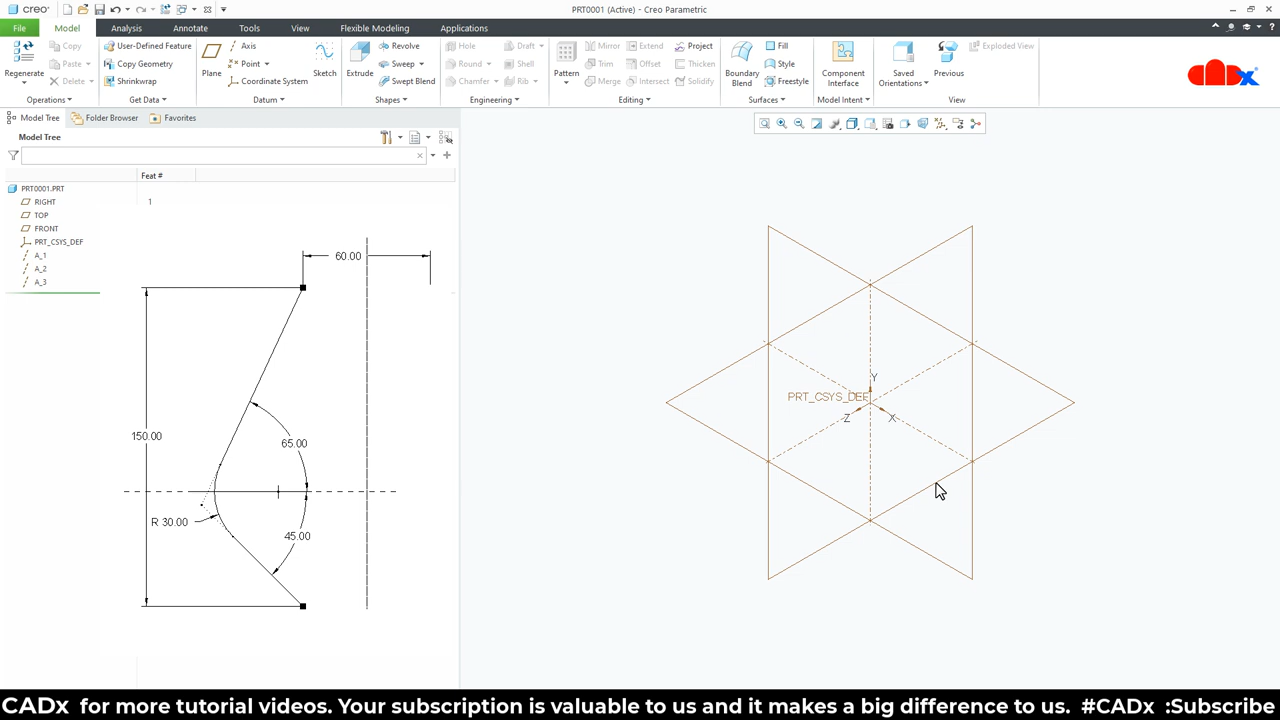 creo PRT0001 (Active) - Creo Parametric
File Model Analysis Annotate Tools View Flexible Modeling Applications
Regenerate Copy Paste Delete User-Defined Feature Copy Geometry Shrinkwrap Plane Axis Point Coordinate System Sketch Extrude Revolve Sweep Swept Blend Hole Round Chamfer Draft Shell Rib Pattern Mirror Trim Merge Extend Offset Intersect Project Thicken Solidify Boundary Blend Fill Style Freestyle Component Interface Saved Orientations Previous Exploded View CADx
Operations Get Data Datum Shapes Engineering Editing Surfaces Model Intent View
Model Tree Folder Browser Favorites
Model Tree
Feat #
PRT0001.PRT
RIGHT 1
TOP
FRONT
PRT_CSYS_DEF
A_1
A_2
A_3
60.00
150.00
65.00
R 30.00
45.00
Y
PRT_CSYS_DEF
Z X
CADx for more tutorial videos. Your subscription is valuable to us and it makes a big difference to us. #CADx :Subscribe